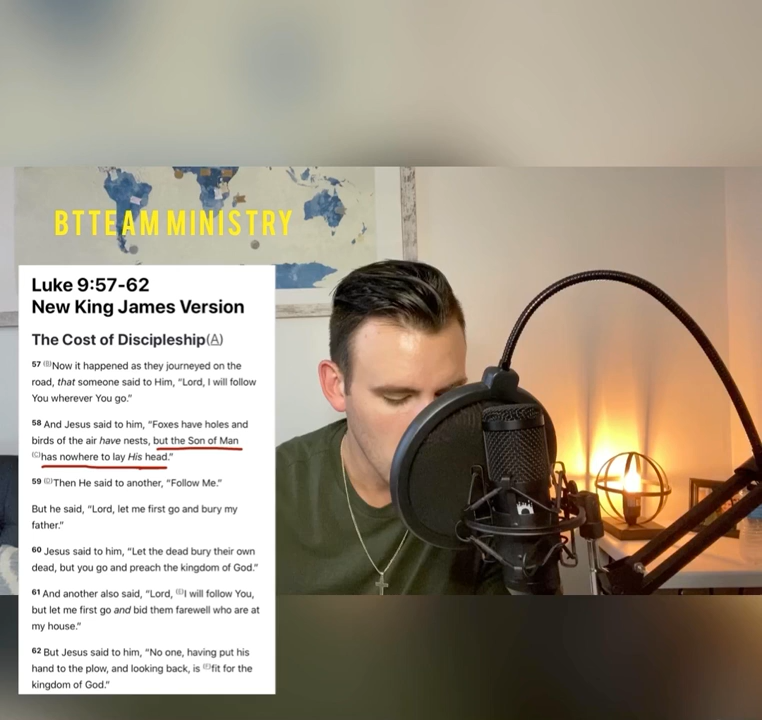 BTTEAM MINISTRY
Luke 9:57-62
New King James Version
The Cost of Discipleship(A)
57 (B)Now it happened as they journeyed on the
road, that someone said to Him, “Lord, I will follow
You wherever You go.”
58 And Jesus said to him, “Foxes have holes and
birds of the air have nests, but the Son of Man
(C)has nowhere to lay His head.”
59 (D)Then He said to another, “Follow Me.”
But he said, “Lord, let me first go and bury my
father.”
60 Jesus said to him, “Let the dead bury their own
dead, but you go and preach the kingdom of God.”
61 And another also said, “Lord, (E)I will follow You,
but let me first go and bid them farewell who are at
my house.”
62 But Jesus said to him, “No one, having put his
hand to the plow, and looking back, is (F)fit for the
kingdom of God.”